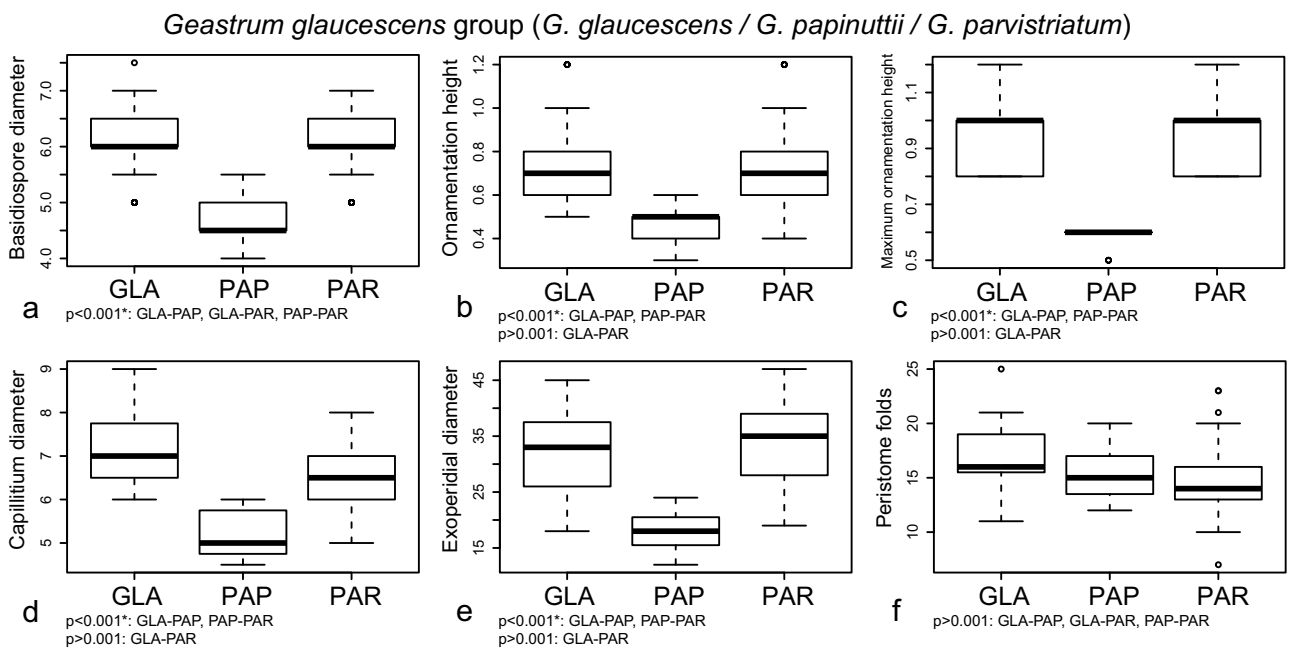 Geastrum glaucescens group (G. glaucescens / G. papinuttii / G. parvistriatum)
Basidiospore diameter
7.0
6.0
5.0
4.0
GLA PAP PAR
a
p<0.001*: GLA-PAP, GLA-PAR, PAP-PAR
Ornamentation height
1.2
1.0
0.8
0.6
0.4
GLA PAP PAR
b
p<0.001*: GLA-PAP, PAP-PAR
p>0.001: GLA-PAR
Maximum ornamentation height
1.1
0.9
0.7
0.5
GLA PAP PAR
c
p<0.001*: GLA-PAP, PAP-PAR
p>0.001: GLA-PAR
Capillitium diameter
9
8
7
6
5
GLA PAP PAR
d
p<0.001*: GLA-PAP, PAP-PAR
p>0.001: GLA-PAR
Exoperidial diameter
45
35
25
15
GLA PAP PAR
e
p<0.001*: GLA-PAP, PAP-PAR
p>0.001: GLA-PAR
Peristome folds
25
20
15
10
GLA PAP PAR
f
p>0.001: GLA-PAP, GLA-PAR, PAP-PAR